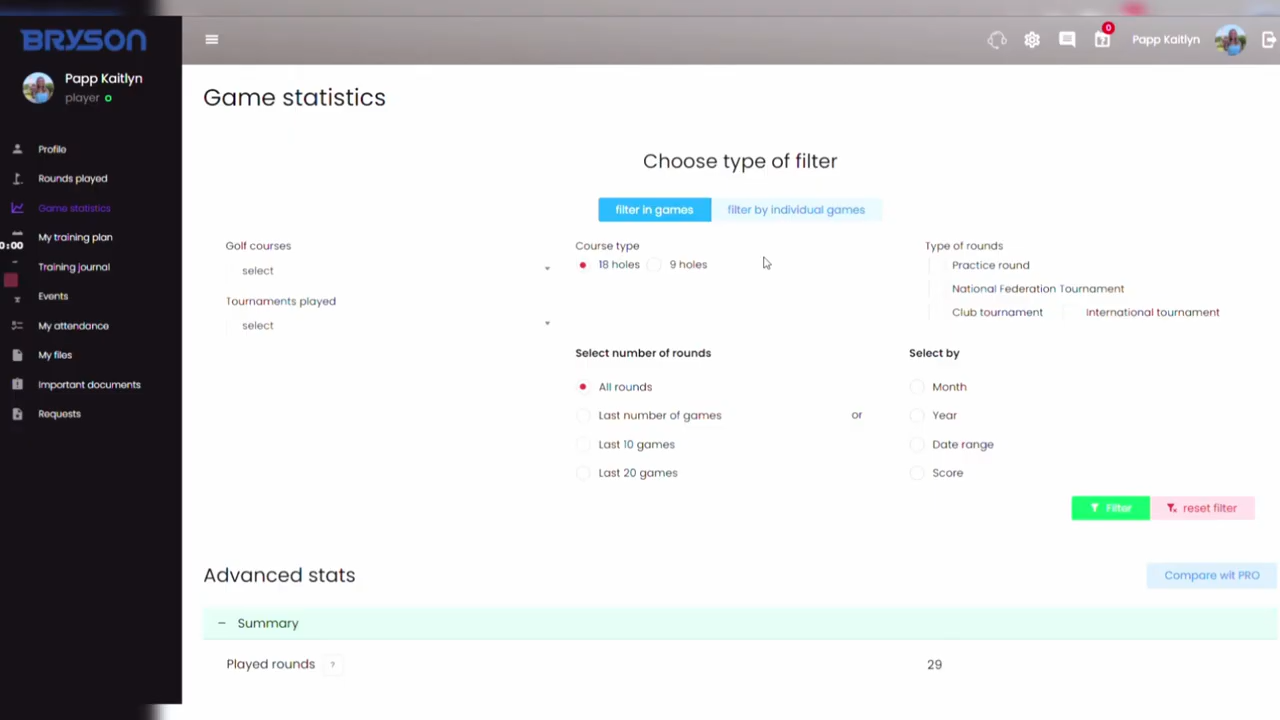 BRYSON
Papp Kaitlyn
player
Profile
Rounds played
Game statistics
My training plan
0:00
Training journal
Events
My attendance
My files
Important documents
Requests
0
Papp Kaitlyn
Game statistics
Choose type of filter
filter in games
filter by individual games
Golf courses
select
Tournaments played
select
Course type
18 holes 9 holes
Type of rounds
Practice round
National Federation Tournament
Club tournament International tournament
Select number of rounds
All rounds
Last number of games
Last 10 games
Last 20 games
or
Select by
Month
Year
Date range
Score
Filter
reset filter
Advanced stats
Compare wit PRO
− Summary
Played rounds ? 29